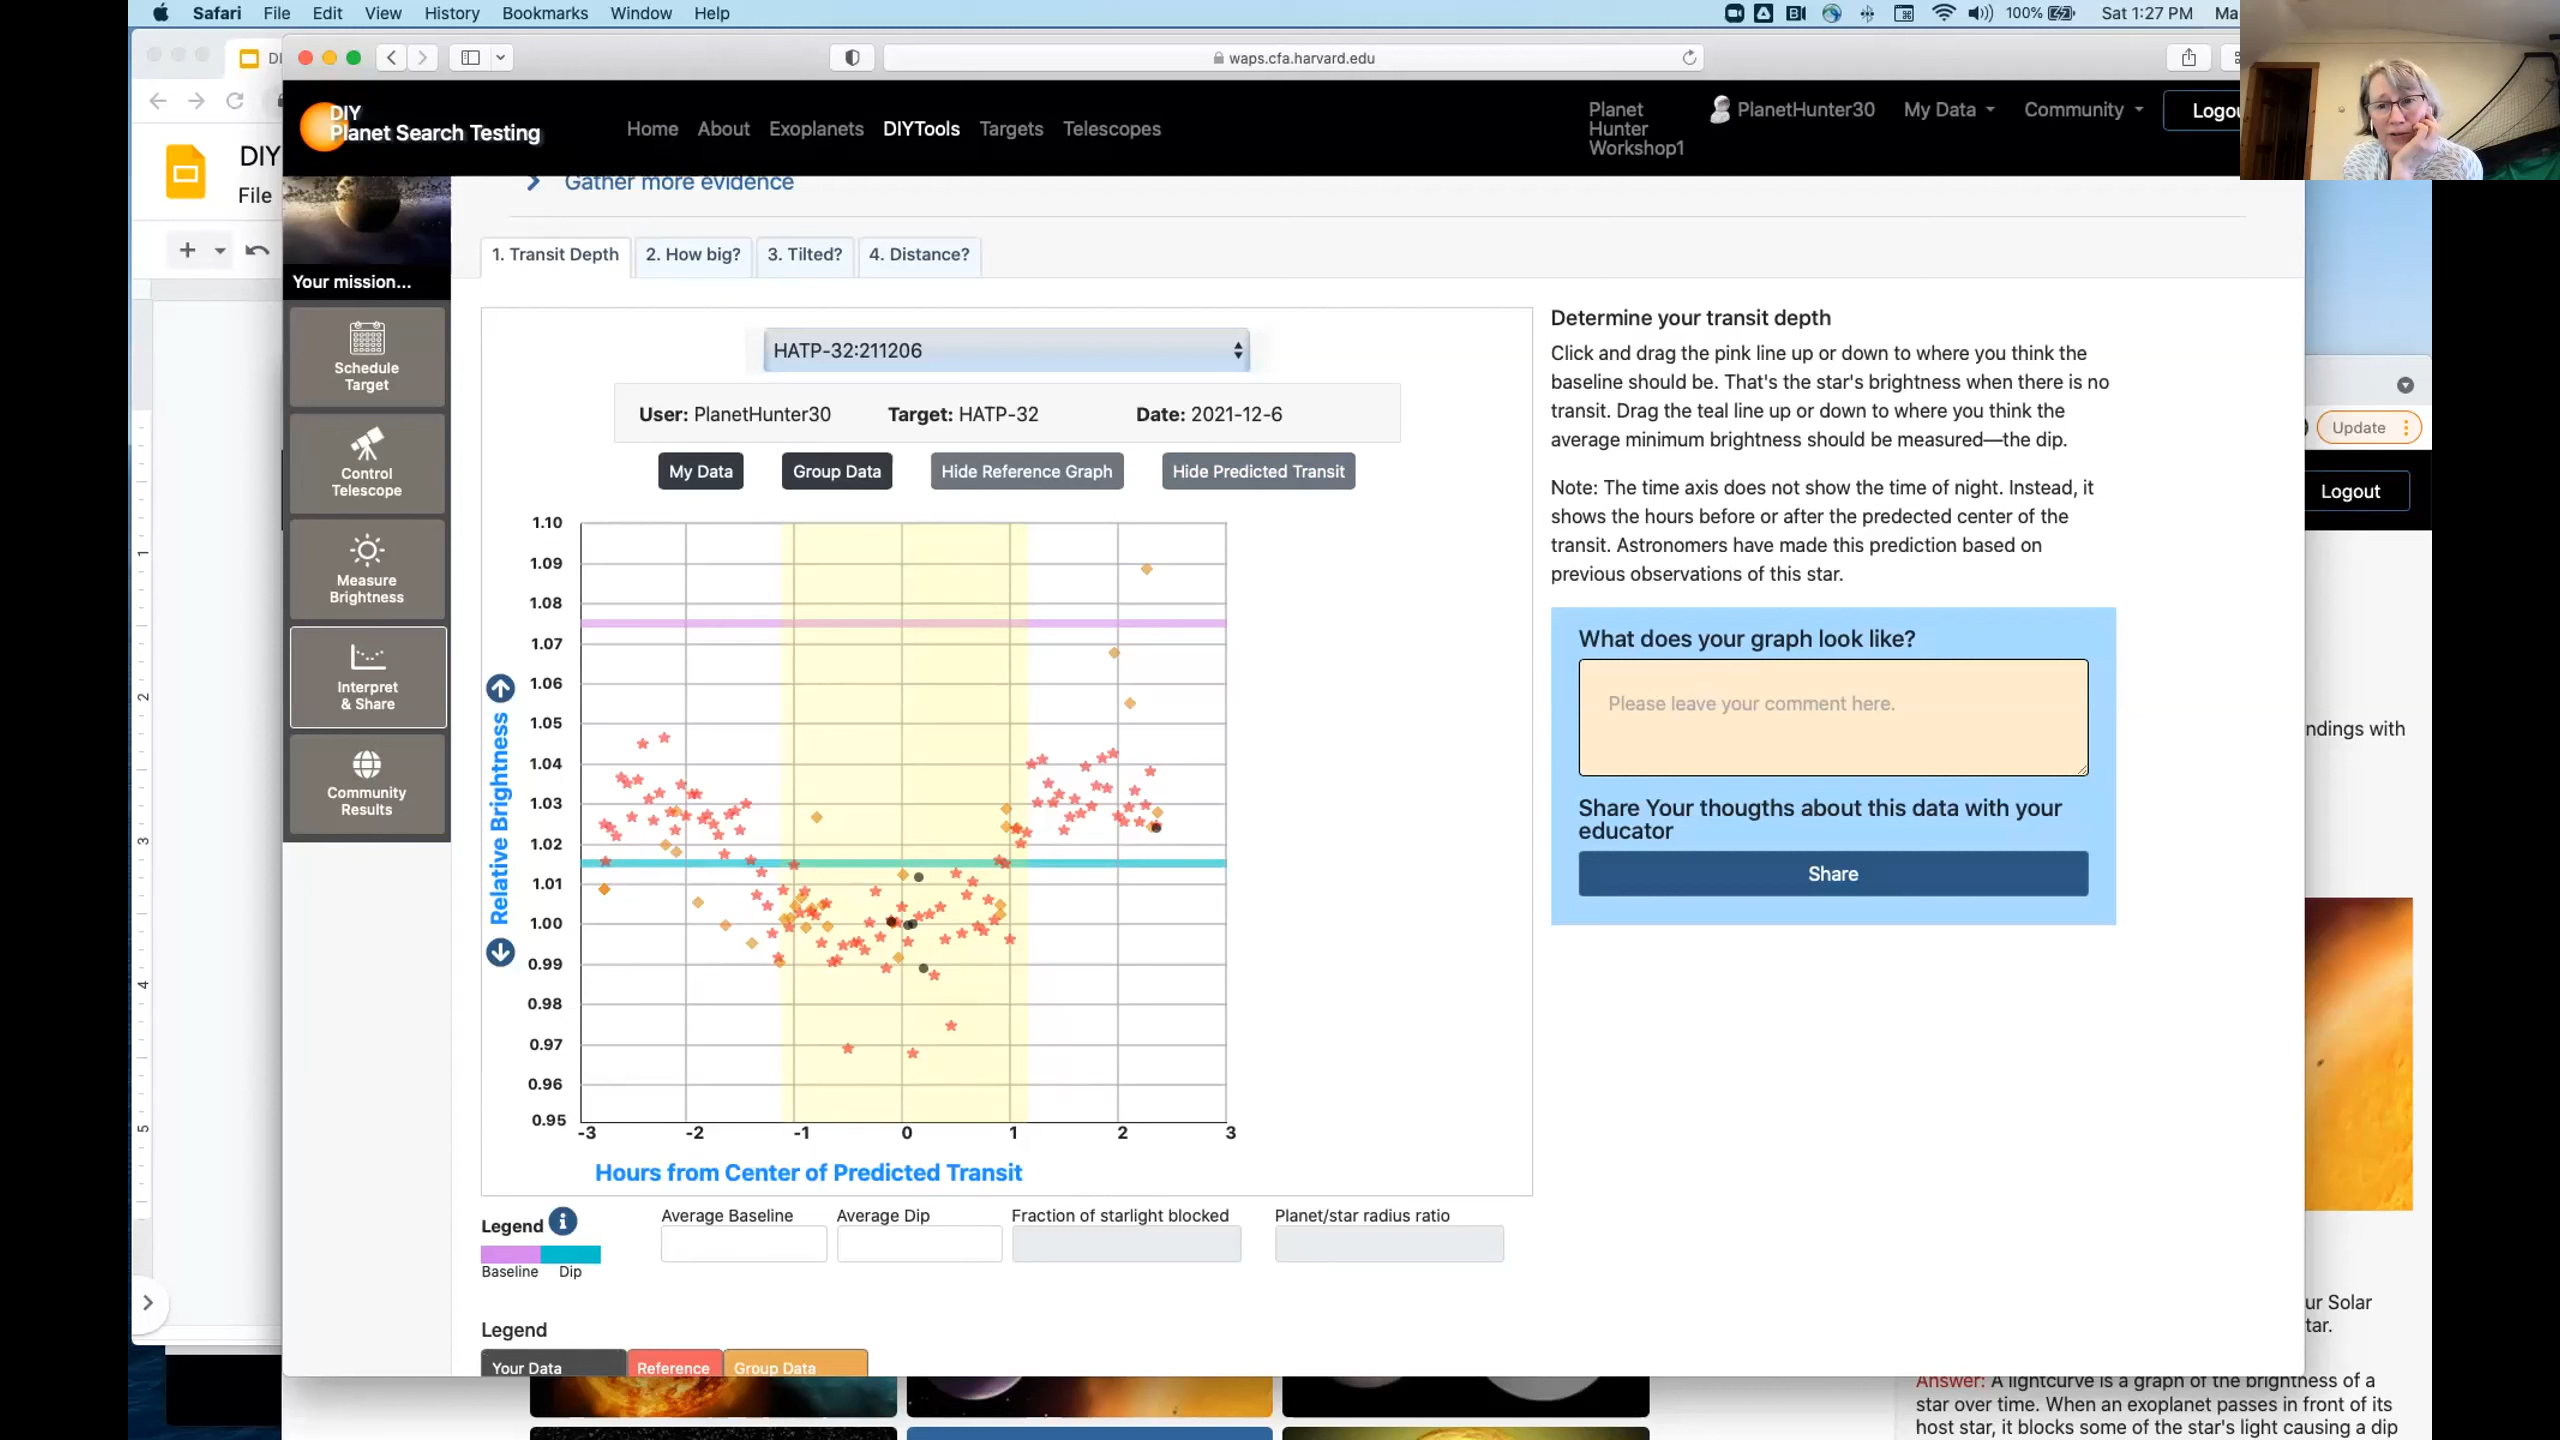 Safari File Edit View History Bookmarks Window Help
100% Sat 1:27 PM Ma
waps.cfa.harvard.edu
DIY
Planet Search Testing
Home About Exoplanets DIYTools Targets Telescopes
Planet
Hunter
Workshop1
PlanetHunter30 My Data Community Logou
DIY
File
Gather more evidence
1. Transit Depth 2. How big? 3. Tilted? 4. Distance?
Your mission...
Schedule
Target
Control
Telescope
Measure
Brightness
Interpret
& Share
Community
Results
HATP-32:211206
User: PlanetHunter30 Target: HATP-32 Date: 2021-12-6
My Data Group Data Hide Reference Graph Hide Predicted Transit
1.10
1.09
1.08
1.07
1.06
1.05
1.04
1.03
1.02
1.01
1.00
0.99
0.98
0.97
0.96
0.95
Relative Brightness
-3 -2 -1 0 1 2 3
Hours from Center of Predicted Transit
Legend
Baseline Dip
Average Baseline Average Dip Fraction of starlight blocked Planet/star radius ratio
Legend
Your Data Reference Group Data
Determine your transit depth
Click and drag the pink line up or down to where you think the
baseline should be. That's the star's brightness when there is no
transit. Drag the teal line up or down to where you think the
average minimum brightness should be measured—the dip.
Note: The time axis does not show the time of night. Instead, it
shows the hours before or after the predected center of the
transit. Astronomers have made this prediction based on
previous observations of this star.
What does your graph look like?
Please leave your comment here.
Share Your thougths about this data with your
educator
Share
Update
Logout
ndings with
ur Solar
tar.
Answer: A lightcurve is a graph of the brightness of a
star over time. When an exoplanet passes in front of its
host star, it blocks some of the star's light causing a dip
1
2
3
4
5